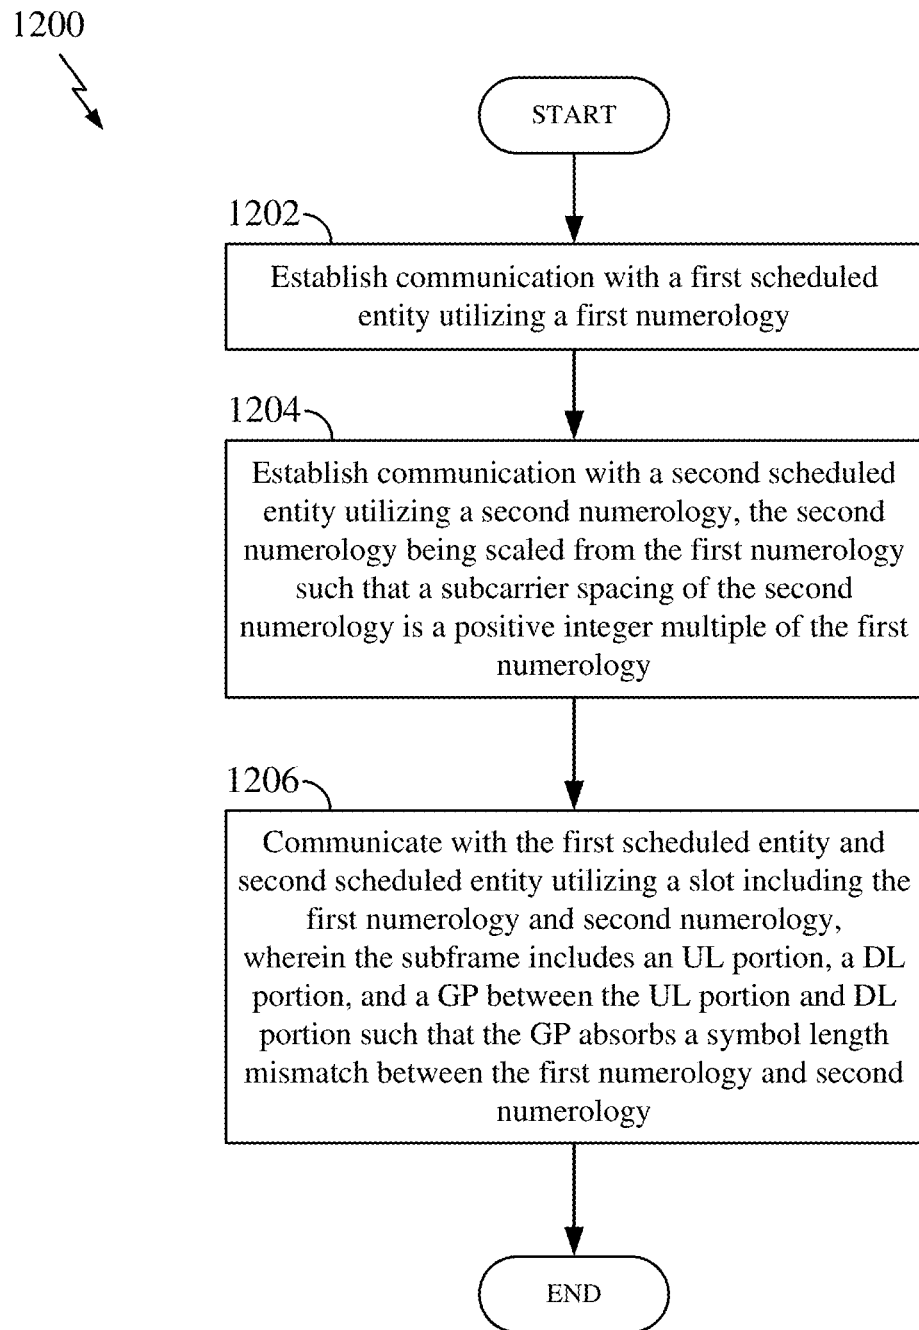 1200
START
1202
Establish communication with a first scheduled
entity utilizing a first numerology
1204
Establish communication with a second scheduled
entity utilizing a second numerology, the second
numerology being scaled from the first numerology
such that a subcarrier spacing of the second
numerology is a positive integer multiple of the first
numerology
1206
Communicate with the first scheduled entity and
second scheduled entity utilizing a slot including the
first numerology and second numerology,
wherein the subframe includes an UL portion, a DL
portion, and a GP between the UL portion and DL
portion such that the GP absorbs a symbol length
mismatch between the first numerology and second
numerology
END